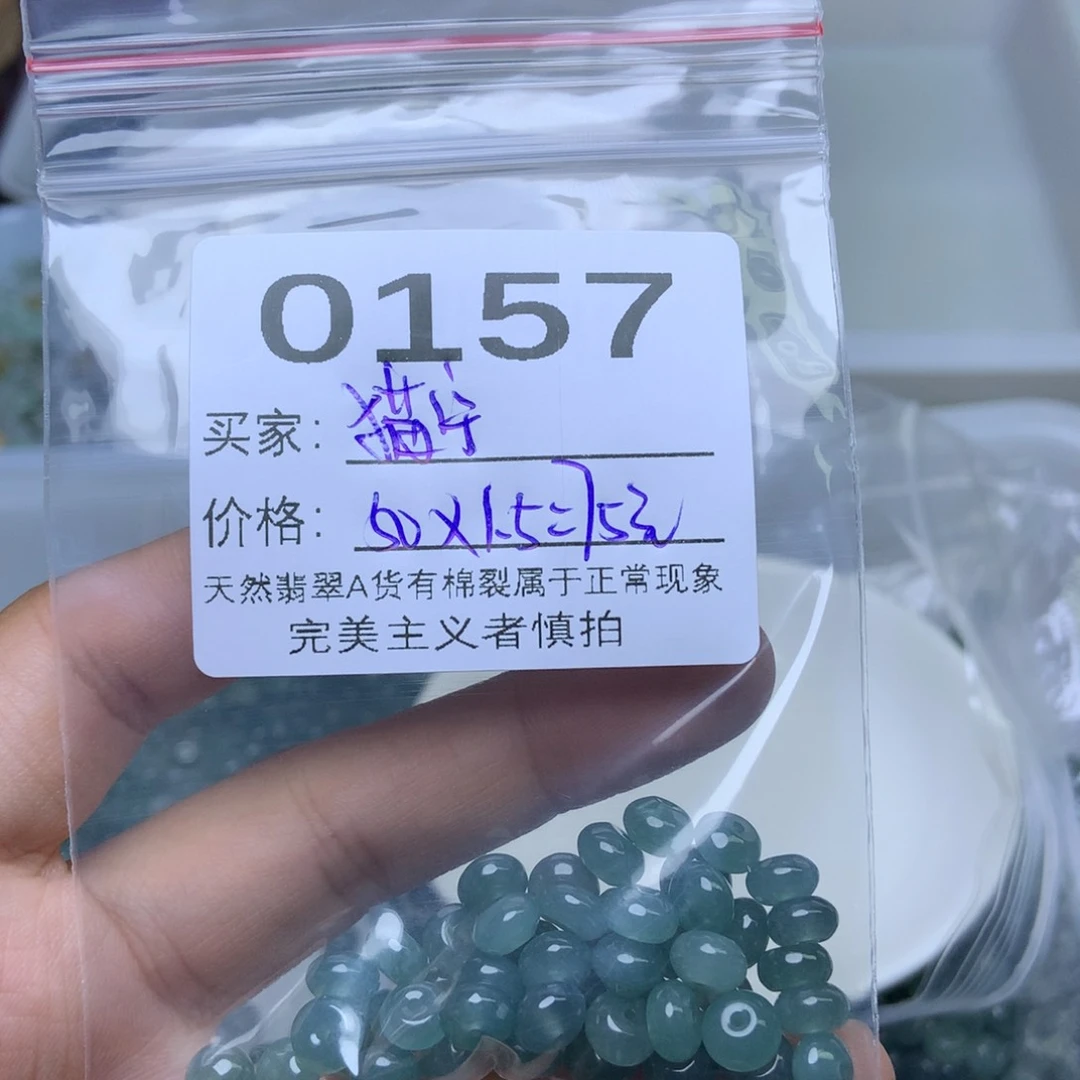 0157
买家：猫宁
价格：50X1.5=75元
天然翡翠A货有棉裂属于正常现象
完美主义者慎拍